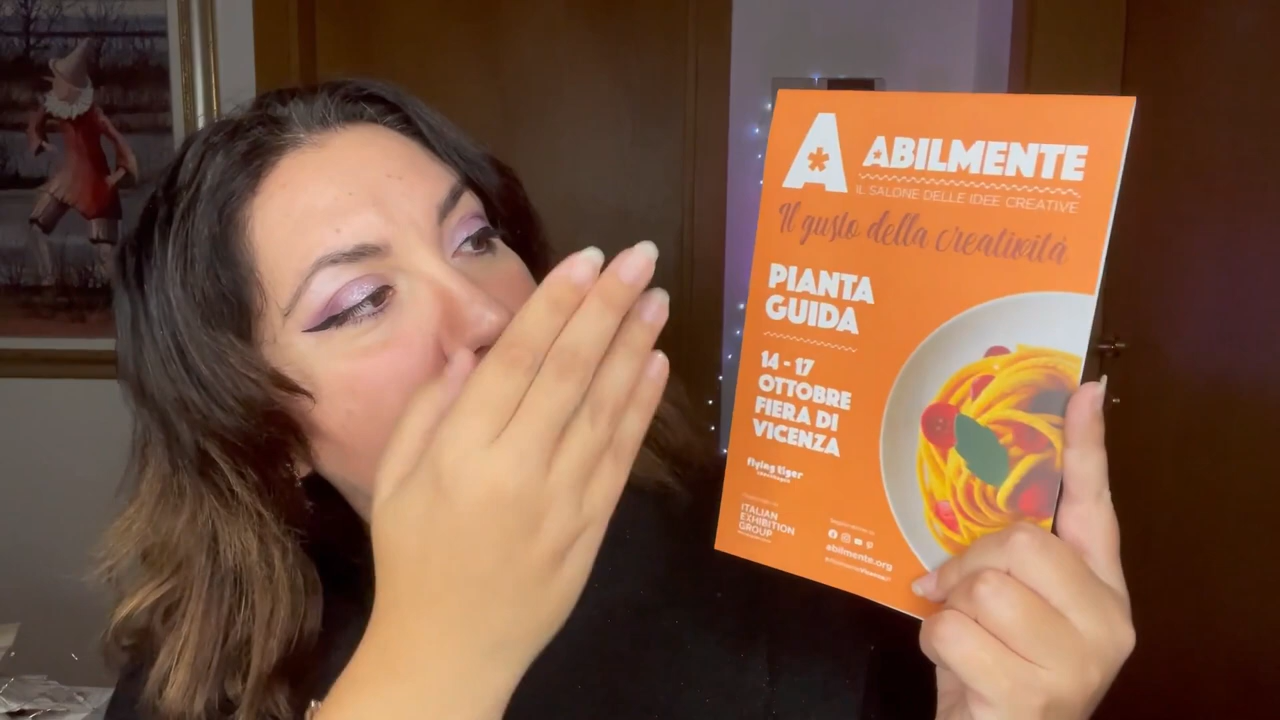 A ABILMENTE
IL SALONE DELLE IDEE CREATIVE
Il gusto della creatività
PIANTA
GUIDA
14 - 17
OTTOBRE
FIERA DI
VICENZA
flying tiger
copenhagen
ITALIAN
EXHIBITION
GROUP
abilmente.org